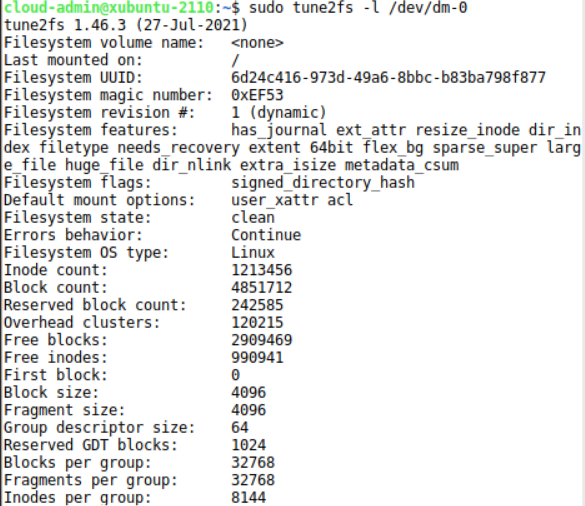 cloud-admin@xubuntu-2110:~$ sudo tune2fs -l /dev/dm-0
tune2fs 1.46.3 (27-Jul-2021)
Filesystem volume name:   <none>
Last mounted on:          /
Filesystem UUID:          6d24c416-973d-49a6-8bbc-b83ba798f877
Filesystem magic number:  0xEF53
Filesystem revision #:    1 (dynamic)
Filesystem features:      has_journal ext_attr resize_inode dir_in
dex filetype needs_recovery extent 64bit flex_bg sparse_super larg
e_file huge_file dir_nlink extra_isize metadata_csum
Filesystem flags:         signed_directory_hash
Default mount options:    user_xattr acl
Filesystem state:         clean
Errors behavior:          Continue
Filesystem OS type:       Linux
Inode count:              1213456
Block count:              4851712
Reserved block count:     242585
Overhead clusters:        120215
Free blocks:              2909469
Free inodes:              990941
First block:              0
Block size:               4096
Fragment size:            4096
Group descriptor size:    64
Reserved GDT blocks:      1024
Blocks per group:         32768
Fragments per group:      32768
Inodes per group:         8144